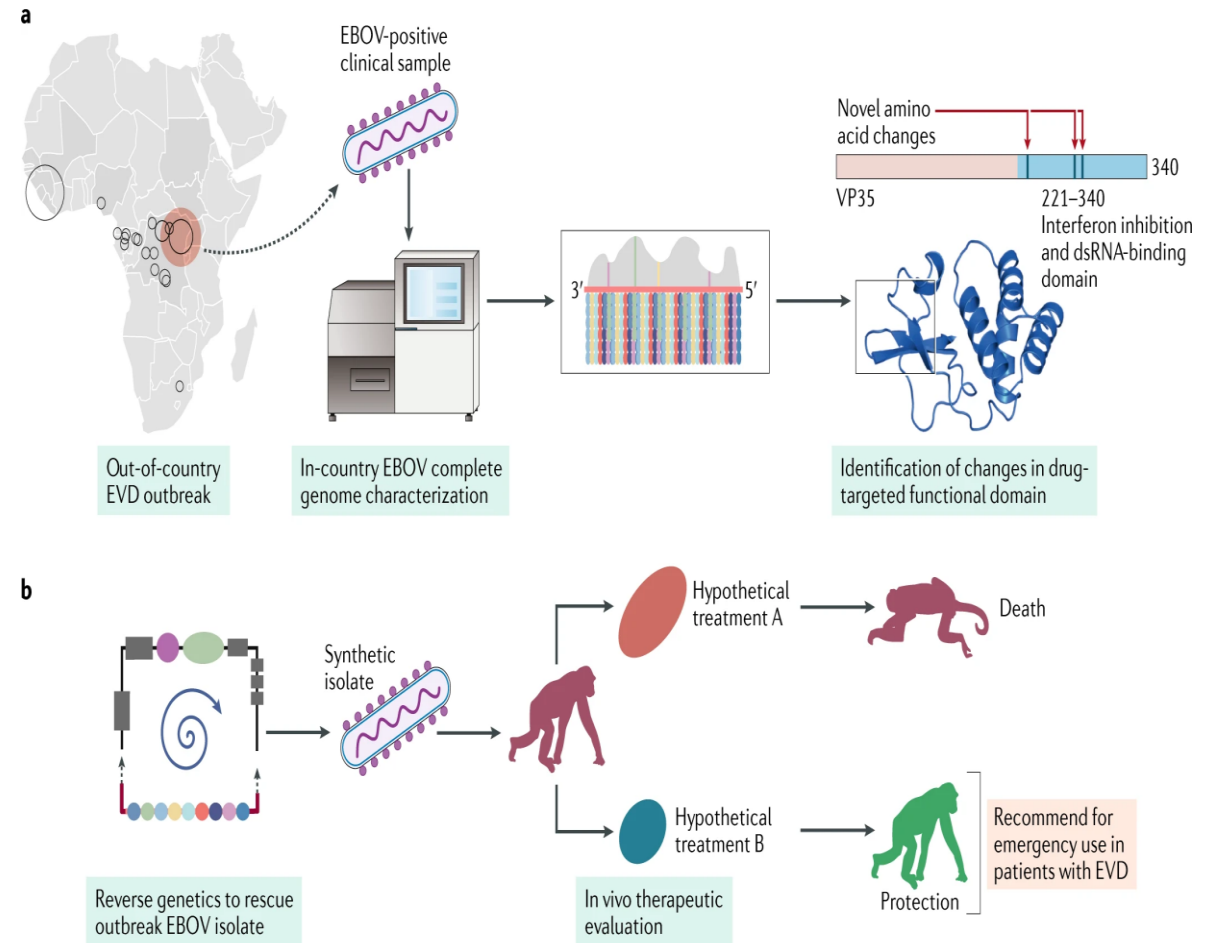 a
EBOV-positive
clinical sample
Novel amino
acid changes
340
VP35
221–340
Interferon inhibition
and dsRNA-binding
domain
3′
5′
Out-of-country
EVD outbreak
In-country EBOV complete
genome characterization
Identification of changes in drug-
targeted functional domain
b
Synthetic
isolate
Hypothetical
treatment A
Death
Hypothetical
treatment B
Protection
Recommend for
emergency use in
patients with EVD
Reverse genetics to rescue
outbreak EBOV isolate
In vivo therapeutic
evaluation